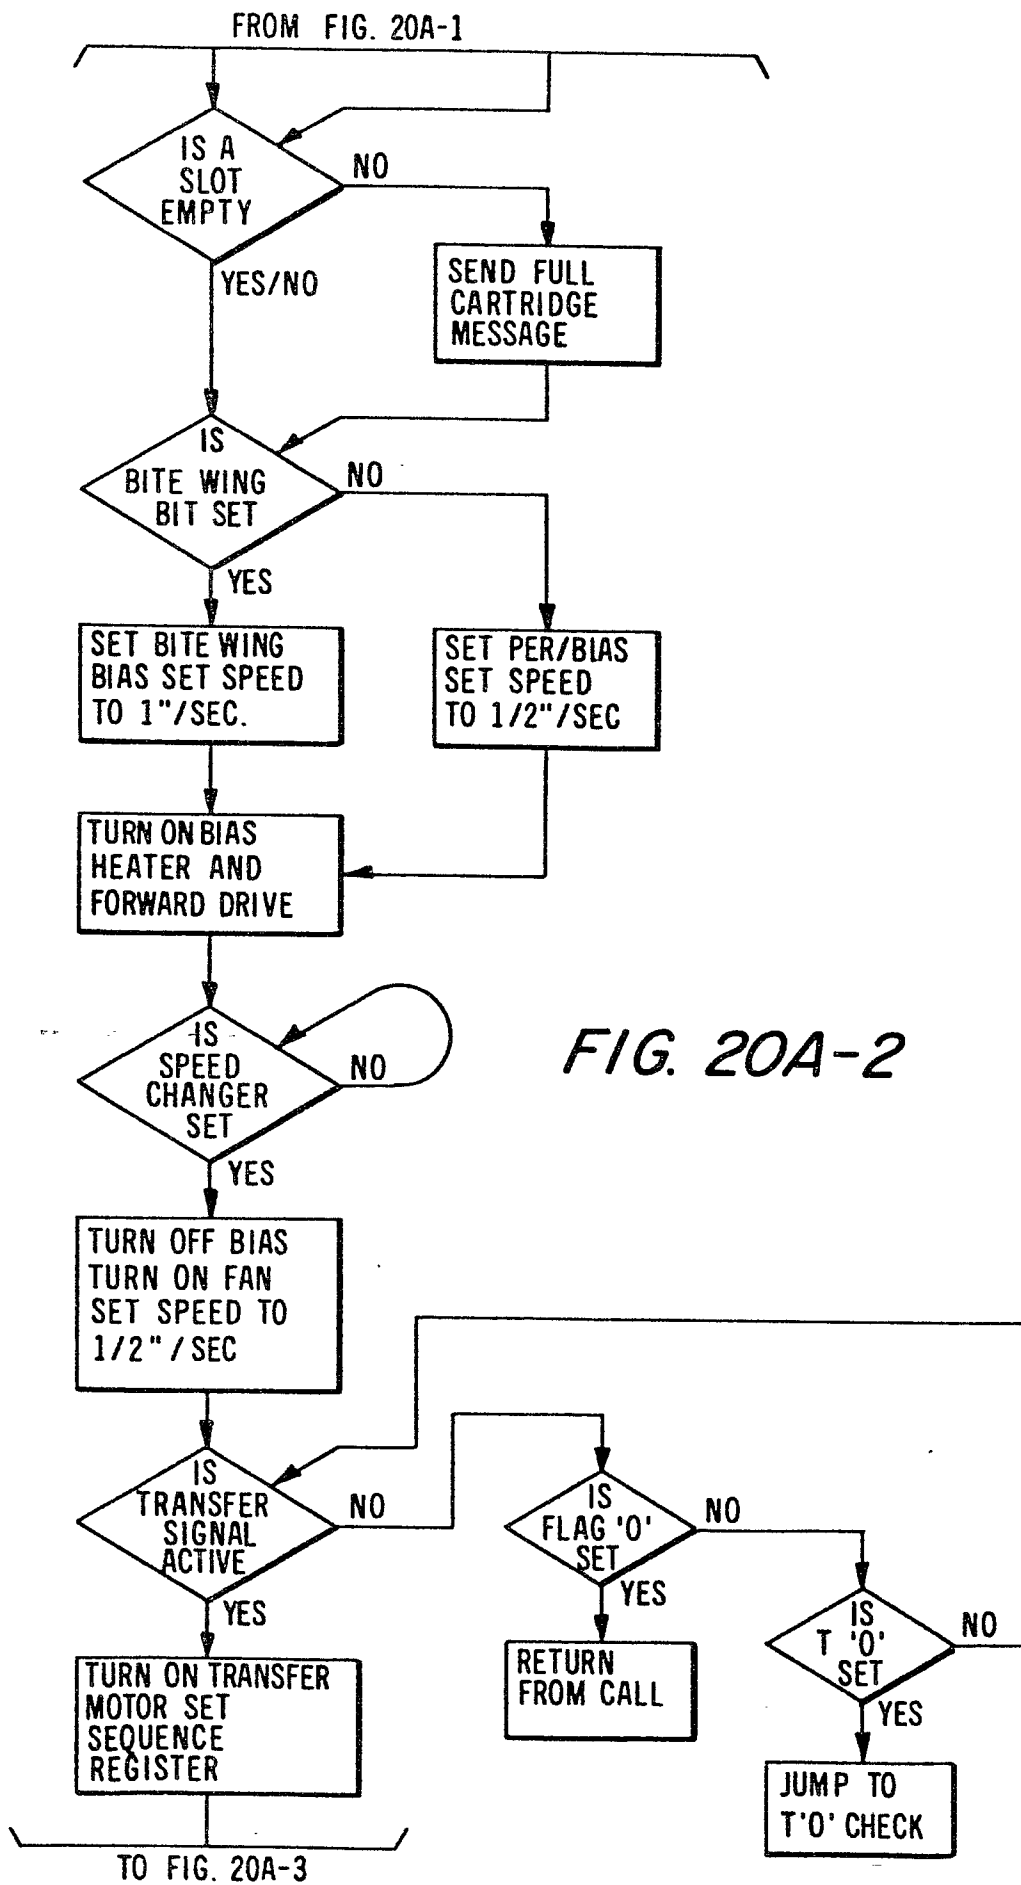 FROM FIG. 20A-1
IS A
SLOT
EMPTY
NO
YES/NO
SEND FULL
CARTRIDGE
MESSAGE
IS
BITE WING
BIT SET
NO
YES
SET BITE WING
BIAS SET SPEED
TO 1"/SEC.
SET PER/BIAS
SET SPEED
TO 1/2"/SEC
TURN ON BIAS
HEATER AND
FORWARD DRIVE
IS
SPEED
CHANGER
SET
NO
YES
FIG. 20A-2
TURN OFF BIAS
TURN ON FAN
SET SPEED TO
1/2"/SEC
IS
TRANSFER
SIGNAL
ACTIVE
NO
YES
IS
FLAG 'O'
SET
NO
YES
IS
T 'O'
SET
NO
YES
TURN ON TRANSFER
MOTOR SET
SEQUENCE
REGISTER
RETURN
FROM CALL
JUMP TO
T'O' CHECK
TO FIG. 20A-3